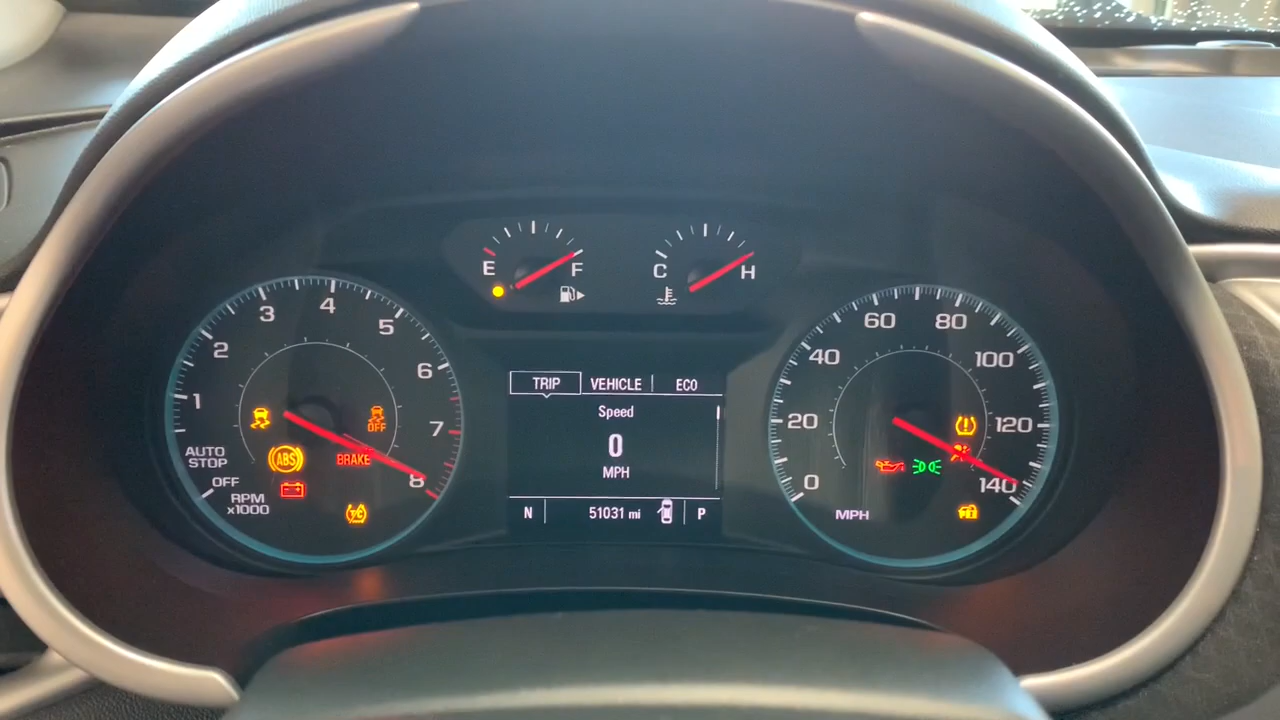 E F
C H
1 2 3 4 5 6 7 8
AUTO
STOP
OFF
RPM
x1000
OFF
ABS
BRAKE
TC
TRIP VEHICLE ECO
Speed
0
MPH
N 51031 mi P
0 20 40 60 80 100 120 140
MPH